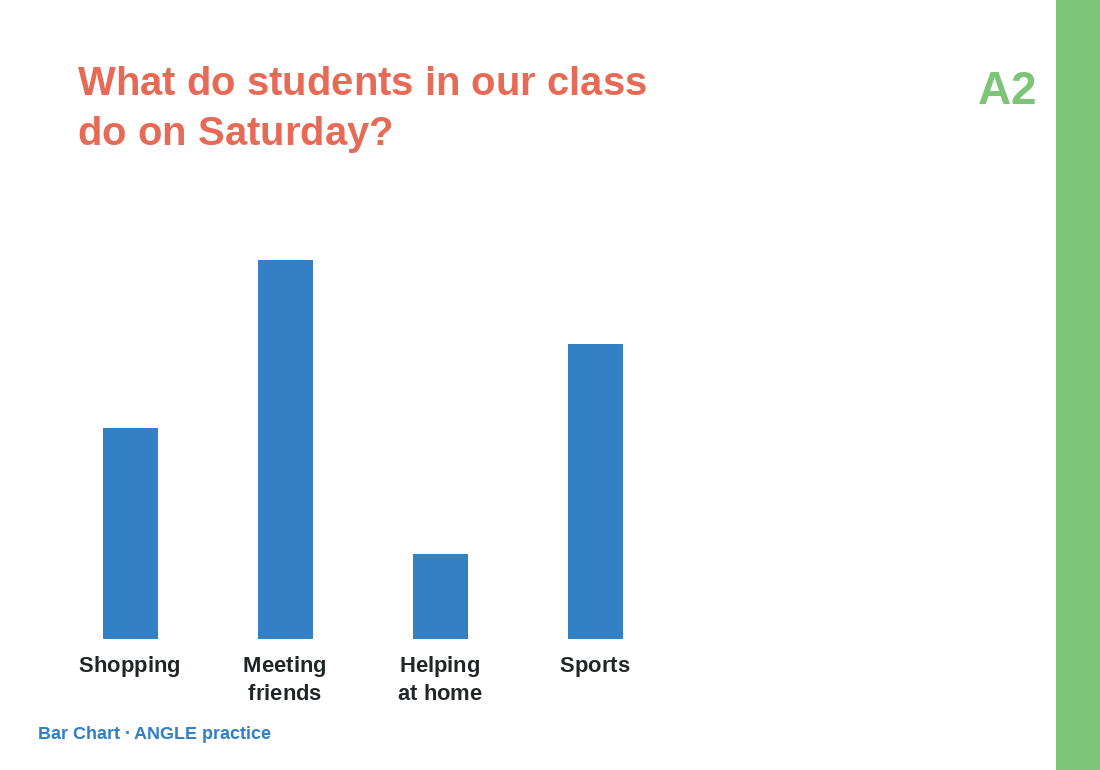 What do students in our class
do on Saturday?
A2
Shopping
Meeting
friends
Helping
at home
Sports
Bar Chart · ANGLE practice